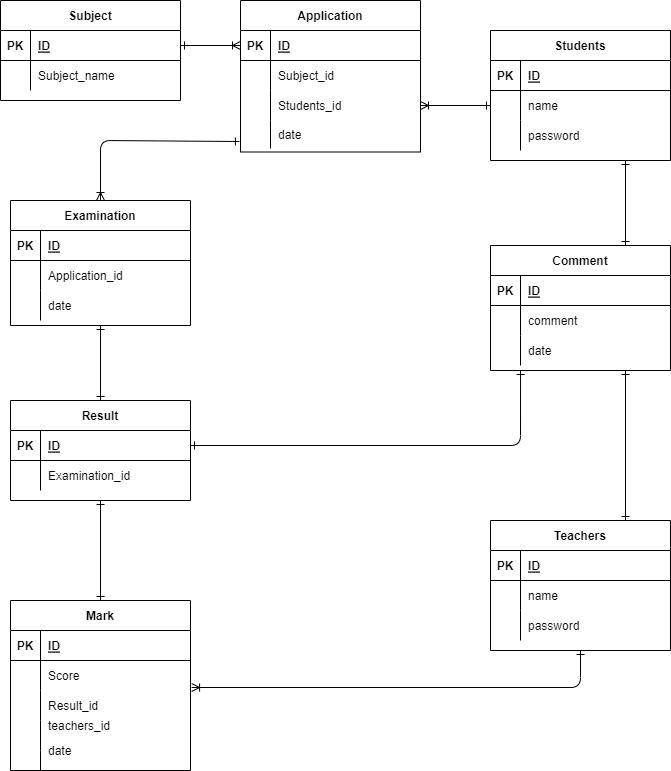 Subject
PK ID
Subject_name
Application
PK ID
Subject_id
Students_id
date
Students
PK ID
name
password
Examination
PK ID
Application_id
date
Comment
PK ID
comment
date
Result
PK ID
Examination_id
Teachers
PK ID
name
password
Mark
PK ID
Score
Result_id
teachers_id
date